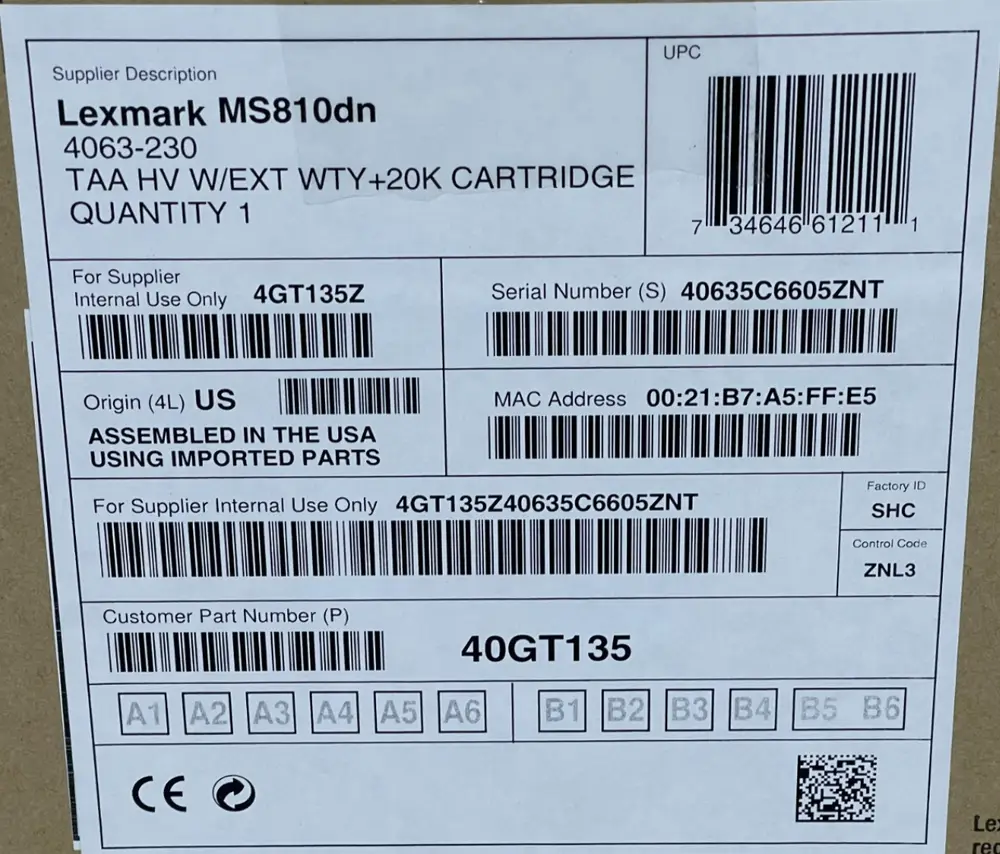 Supplier Description
Lexmark MS810dn
4063-230
TAA HV W/EXT WTY+20K CARTRIDGE
QUANTITY 1
UPC
7 34646 61211 1
For Supplier
Internal Use Only 4GT135Z
Serial Number (S) 40635C6605ZNT
Origin (4L) US
ASSEMBLED IN THE USA
USING IMPORTED PARTS
MAC Address 00:21:B7:A5:FF:E5
For Supplier Internal Use Only 4GT135Z40635C6605ZNT
Factory ID
SHC
Control Code
ZNL3
Customer Part Number (P)
40GT135
A1 A2 A3 A4 A5 A6 B1 B2 B3 B4 B5 B6
CE